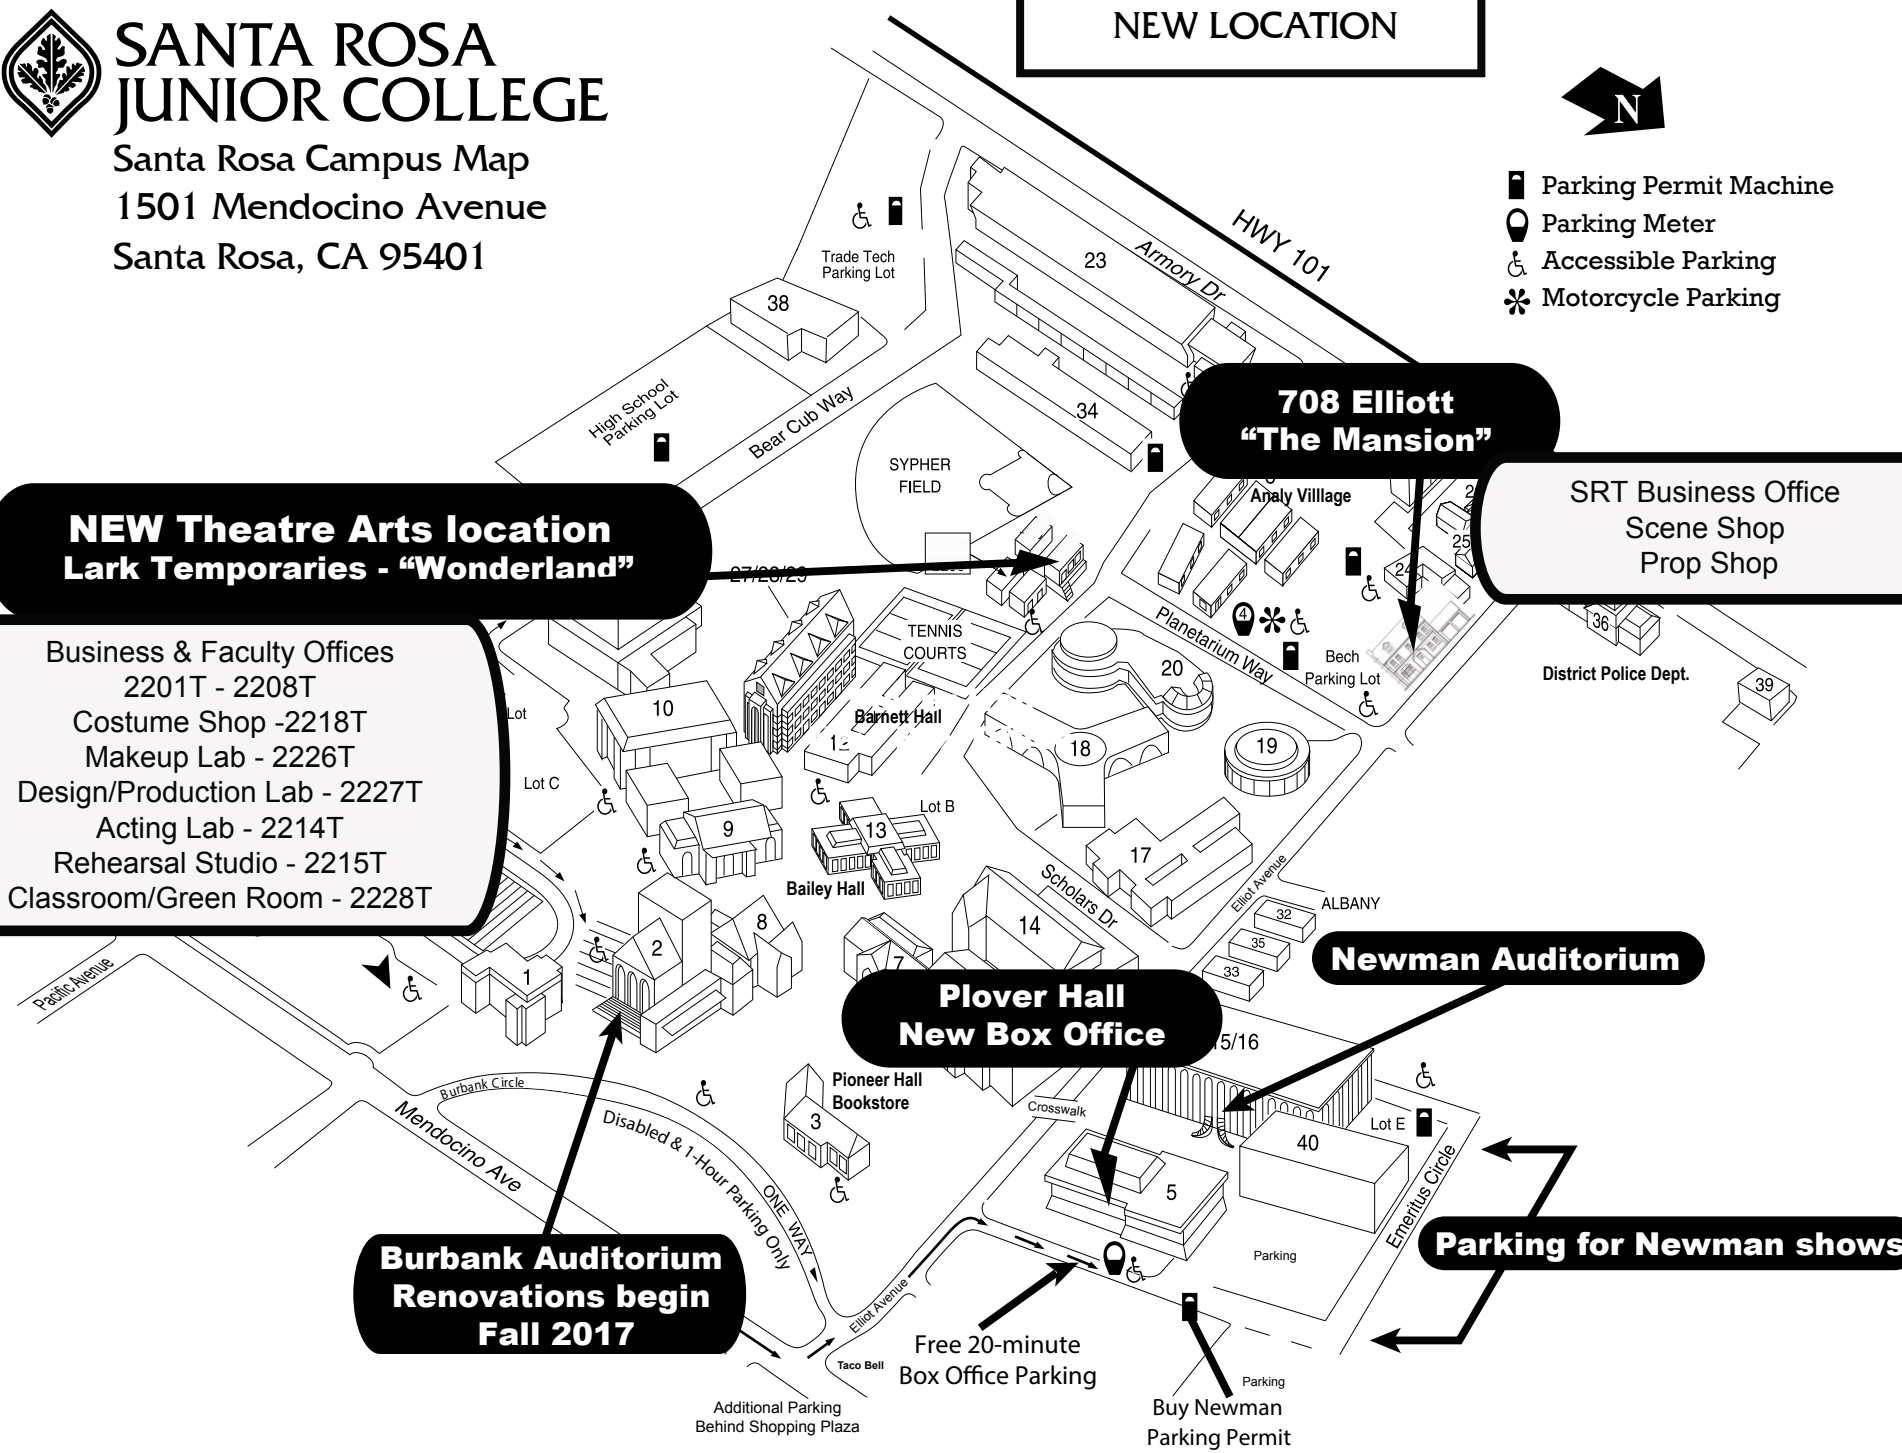 SANTA ROSA
JUNIOR COLLEGE
Santa Rosa Campus Map
1501 Mendocino Avenue
Santa Rosa, CA 95401
NEW LOCATION
N
Parking Permit Machine
Parking Meter
Accessible Parking
Motorcycle Parking
HWY 101
Armory Dr
23
Trade Tech
Parking Lot
38
High School
Parking Lot
Bear Cub Way
34
SYPHER
FIELD
708 Elliott
“The Mansion”
SRT Business Office
Scene Shop
Prop Shop
Analy Villlage
25
24
36
District Police Dept.
39
NEW Theatre Arts location
Lark Temporaries - “Wonderland”
27/28/29
Business & Faculty Offices
2201T - 2208T
Costume Shop -2218T
Makeup Lab - 2226T
Design/Production Lab - 2227T
Acting Lab - 2214T
Rehearsal Studio - 2215T
Classroom/Green Room - 2228T
TENNIS
COURTS
4
Planetarium Way
Bech
Parking Lot
20
10
Lot
Barnett Hall
12
18
19
Lot C
Lot B
9
13
17
Bailey Hall
Scholars Dr
Elliot Avenue
ALBANY
32
35
33
8
2
1
7
14
Pacific Avenue
Newman Auditorium
Plover Hall
New Box Office
15/16
Pioneer Hall
Bookstore
3
Burbank Circle
Disabled & 1-Hour Parking Only
ONE WAY
Mendocino Ave
Crosswalk
Lot E
40
5
Emeritus Circle
Parking for Newman shows
Parking
Burbank Auditorium
Renovations begin
Fall 2017
Elliot Avenue
Taco Bell
Free 20-minute
Box Office Parking
Parking
Buy Newman
Parking Permit
Additional Parking
Behind Shopping Plaza